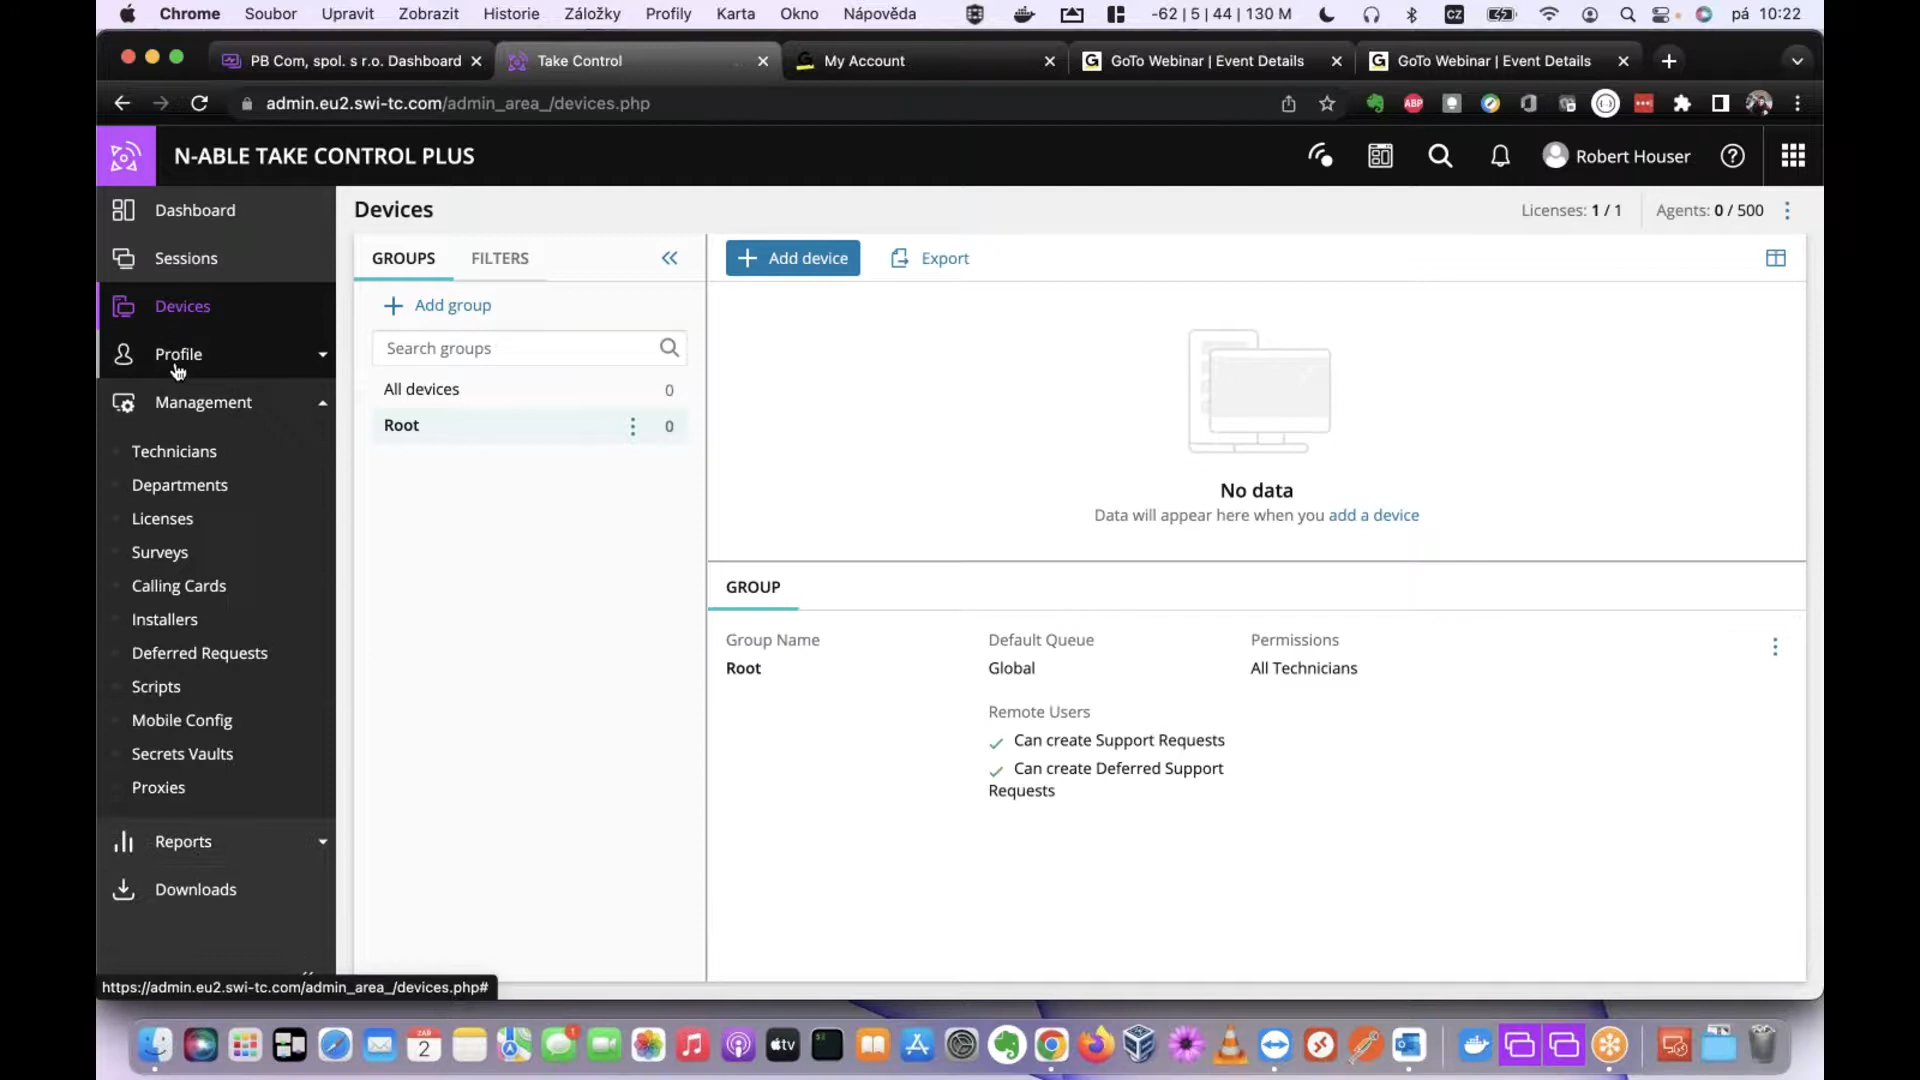 Chrome Soubor Upravit Zobrazit Historie Záložky Profily Karta Okno Nápověda -62 | 5 | 44 | 130 M CZ pá 10:22
PB Com, spol. s r.o. Dashboard Take Control My Account GoTo Webinar | Event Details GoTo Webinar | Event Details
admin.eu2.swi-tc.com/admin_area_/devices.php ABP
N-ABLE TAKE CONTROL PLUS Robert Houser
Dashboard
Sessions
Devices
Profile
Management
Technicians
Departments
Licenses
Surveys
Calling Cards
Installers
Deferred Requests
Scripts
Mobile Config
Secrets Vaults
Proxies
Reports
Downloads
https://admin.eu2.swi-tc.com/admin_area_/devices.php#
Devices Licenses: 1 / 1 Agents: 0 / 500
GROUPS FILTERS
Add group
Search groups
All devices 0
Root 0
Add device Export
No data
Data will appear here when you add a device
GROUP
Group Name Default Queue Permissions
Root Global All Technicians
Remote Users
Can create Support Requests
Can create Deferred Support
Requests
2
1
tv